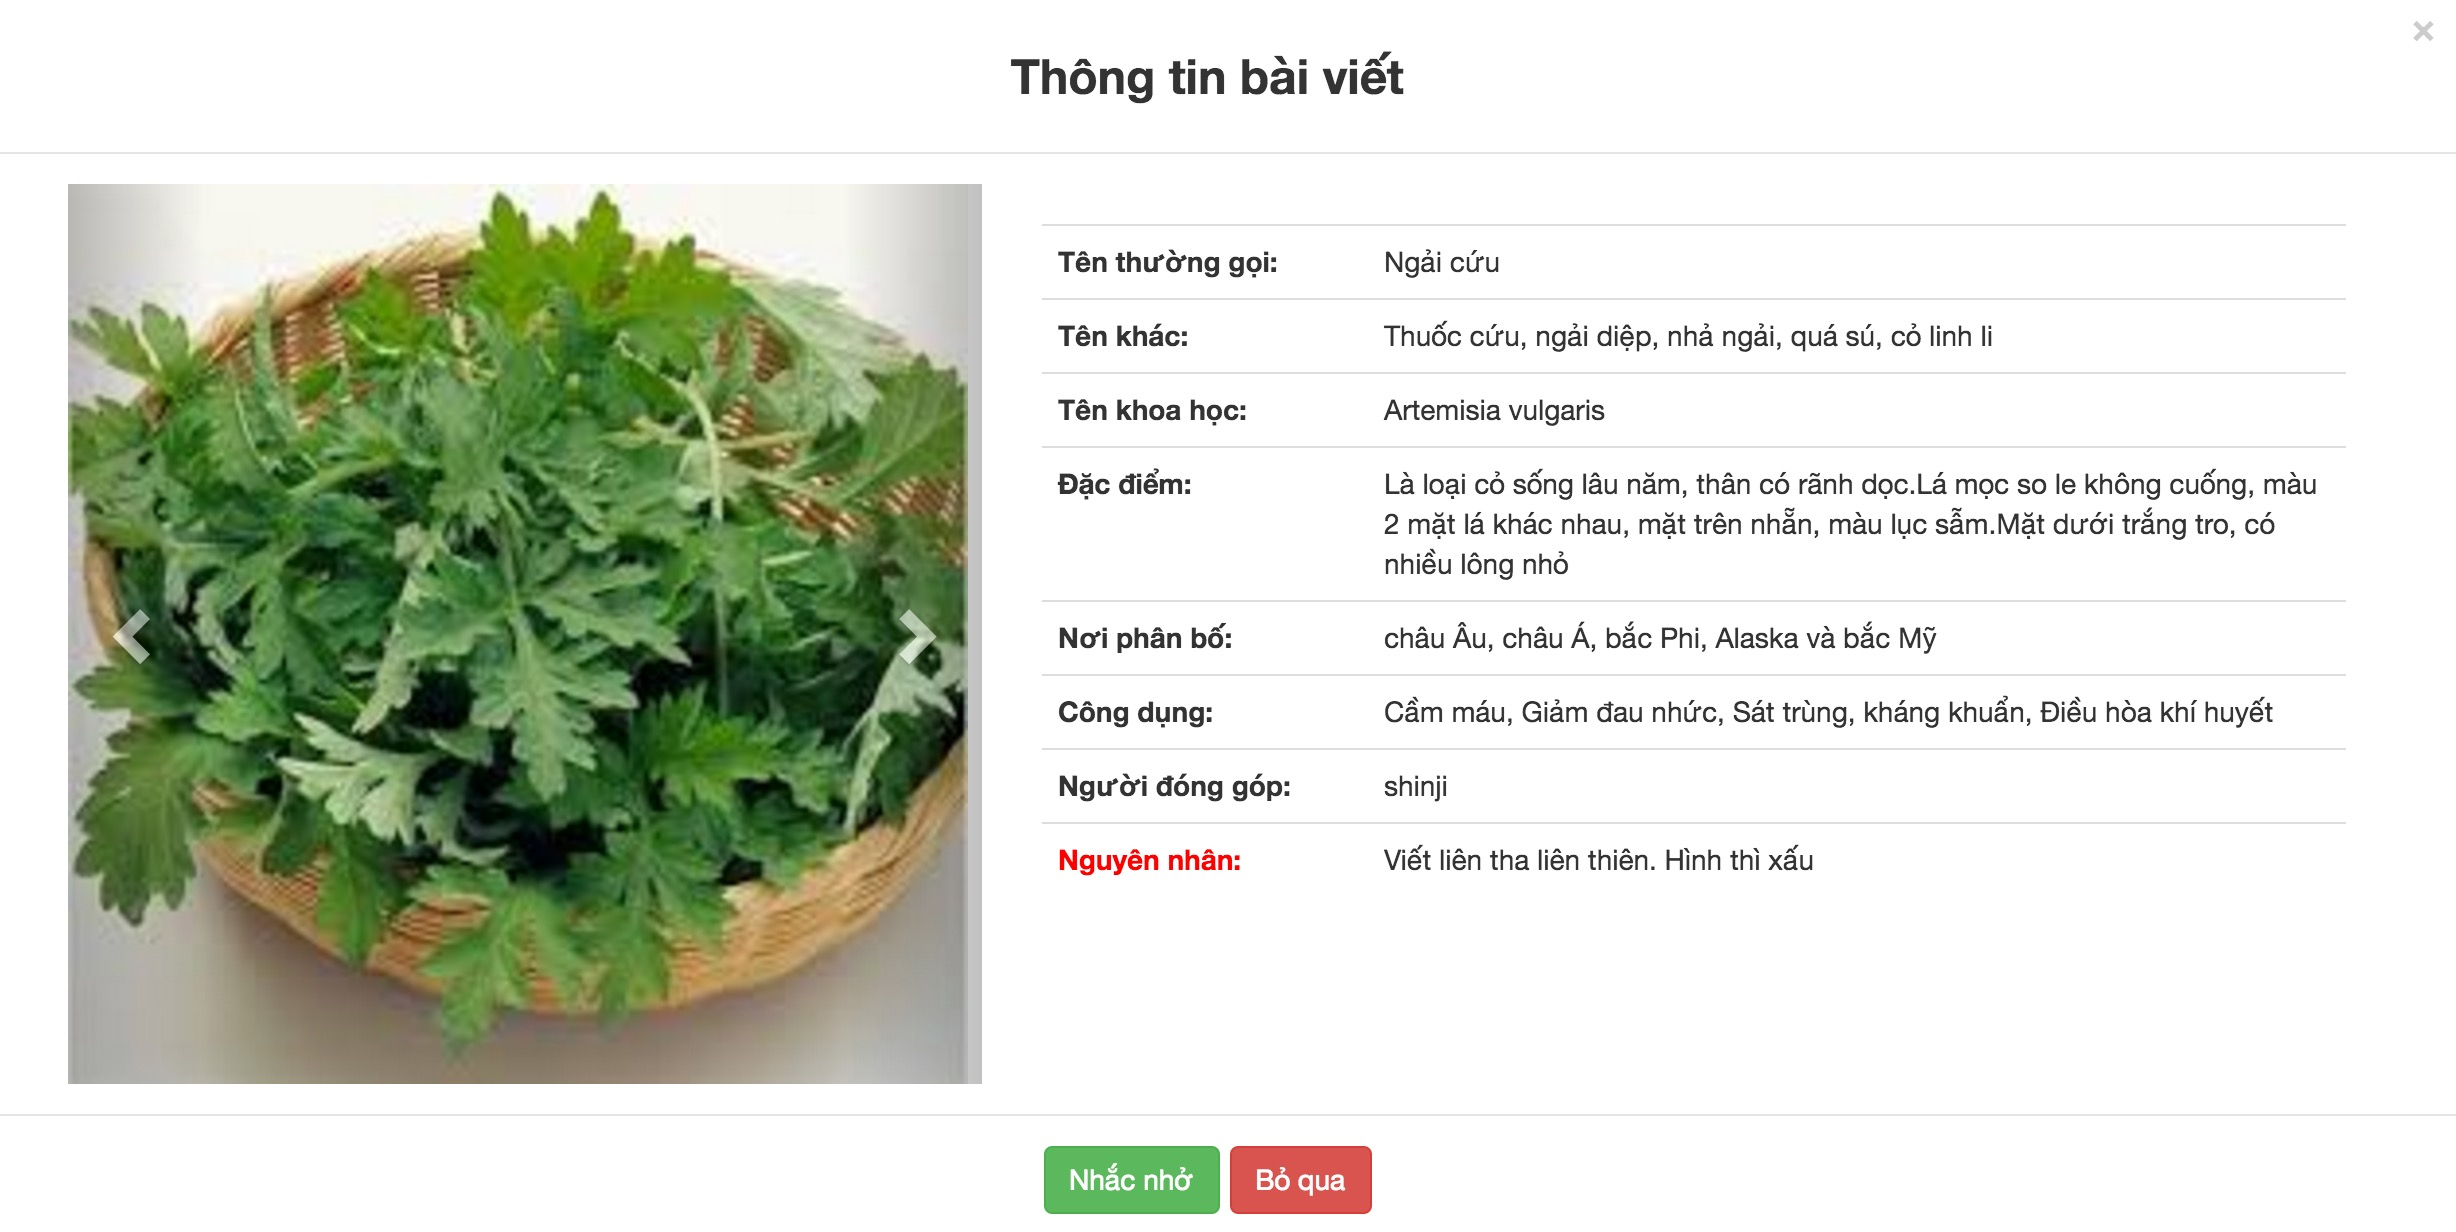 ×
Thông tin bài viết
Tên thường gọi: Ngải cứu
Tên khác: Thuốc cứu, ngải diệp, nhả ngải, quá sú, cỏ linh li
Tên khoa học: Artemisia vulgaris
Đặc điểm: Là loại cỏ sống lâu năm, thân có rãnh dọc.Lá mọc so le không cuống, màu
2 mặt lá khác nhau, mặt trên nhẵn, màu lục sẫm.Mặt dưới trắng tro, có
nhiều lông nhỏ
Nơi phân bố: châu Âu, châu Á, bắc Phi, Alaska và bắc Mỹ
Công dụng: Cầm máu, Giảm đau nhức, Sát trùng, kháng khuẩn, Điều hòa khí huyết
Người đóng góp: shinji
Nguyên nhân: Viết liên tha liên thiên. Hình thì xấu
Nhắc nhở Bỏ qua